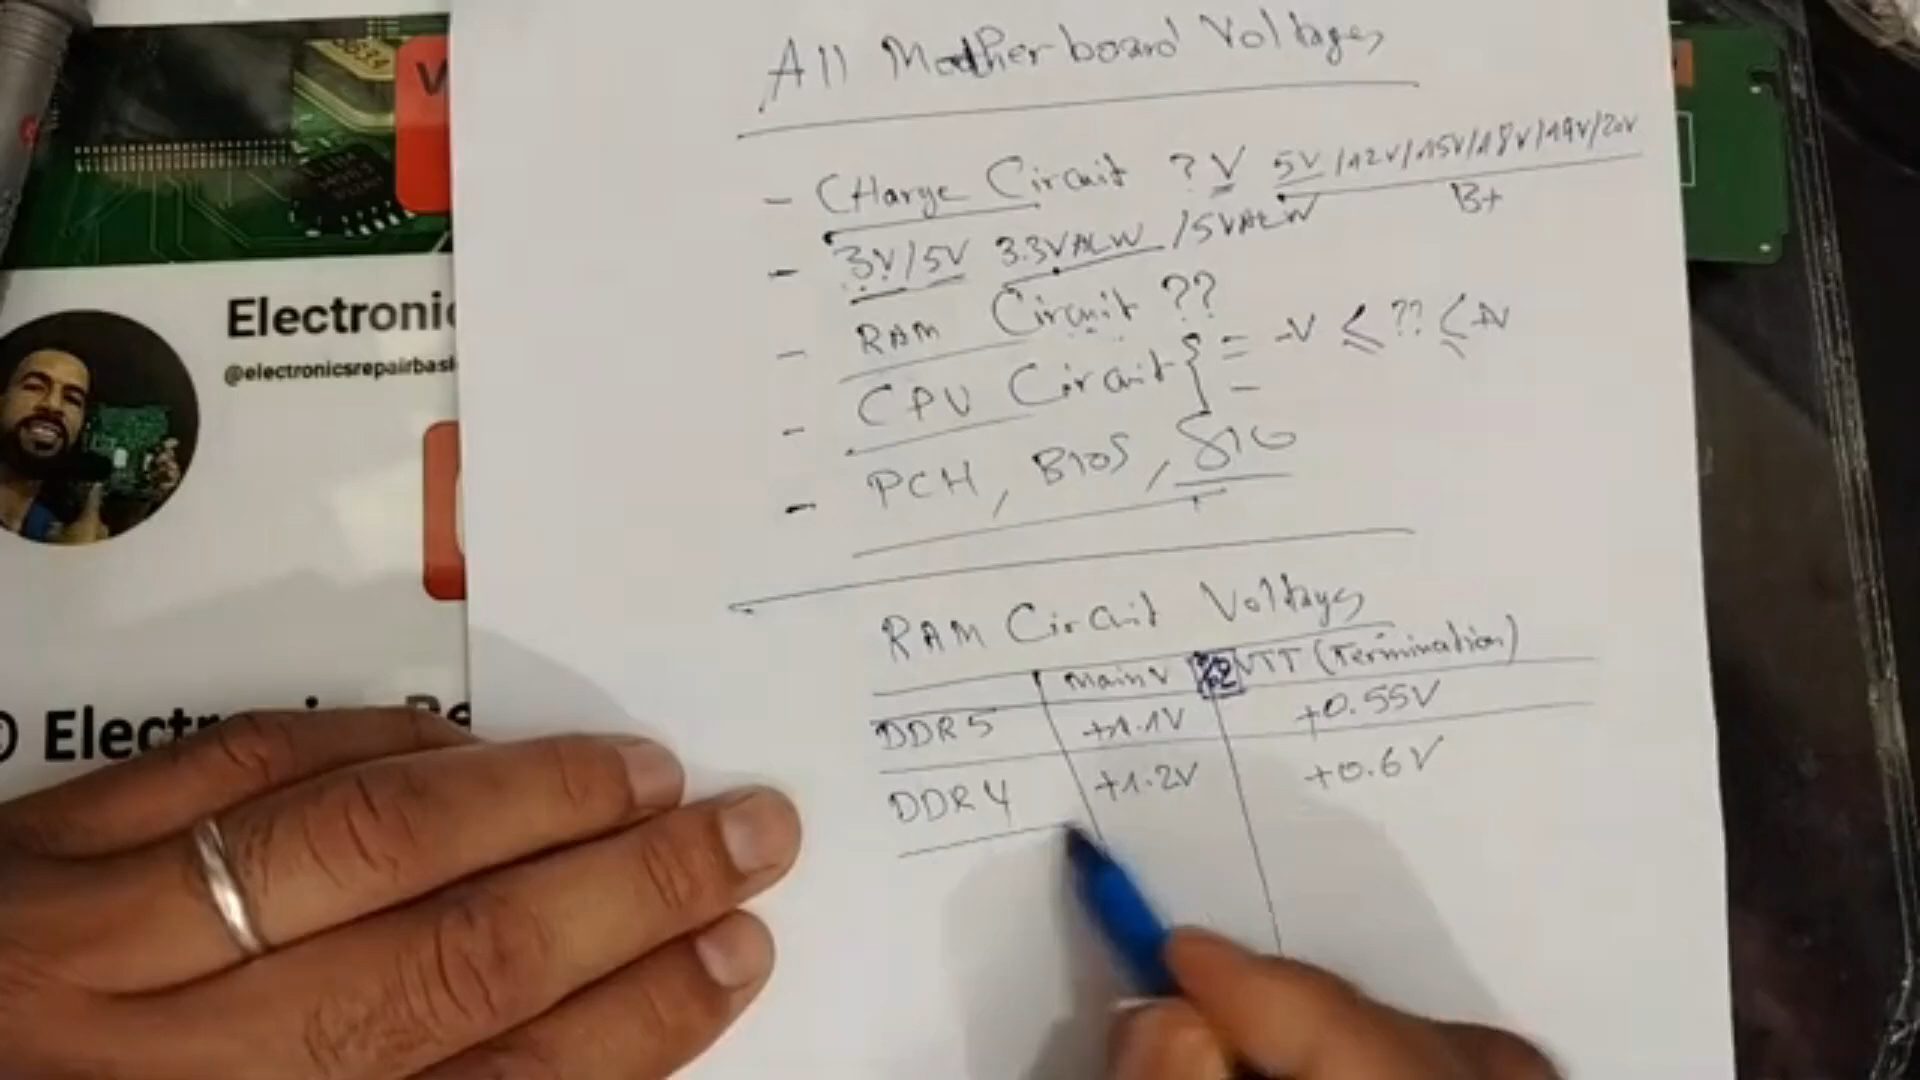 All Motherboard Voltages
- CHarge Circuit ? V 5V/12V/15V/18V/19V/20V
B+
- 3V/5V 3.3VALW /5VALW
- RAM Circuit ??
- CPU Circuit } = -V ≤ ?? ≤
- PCH, BIOS, SIO
RAM Circuit Voltages
Main V VTT (Termination)
DDR5 +1.1V +0.55V
DDR4 +1.2V +0.6V
Electronic
@electronicsrepairbasi
Electr